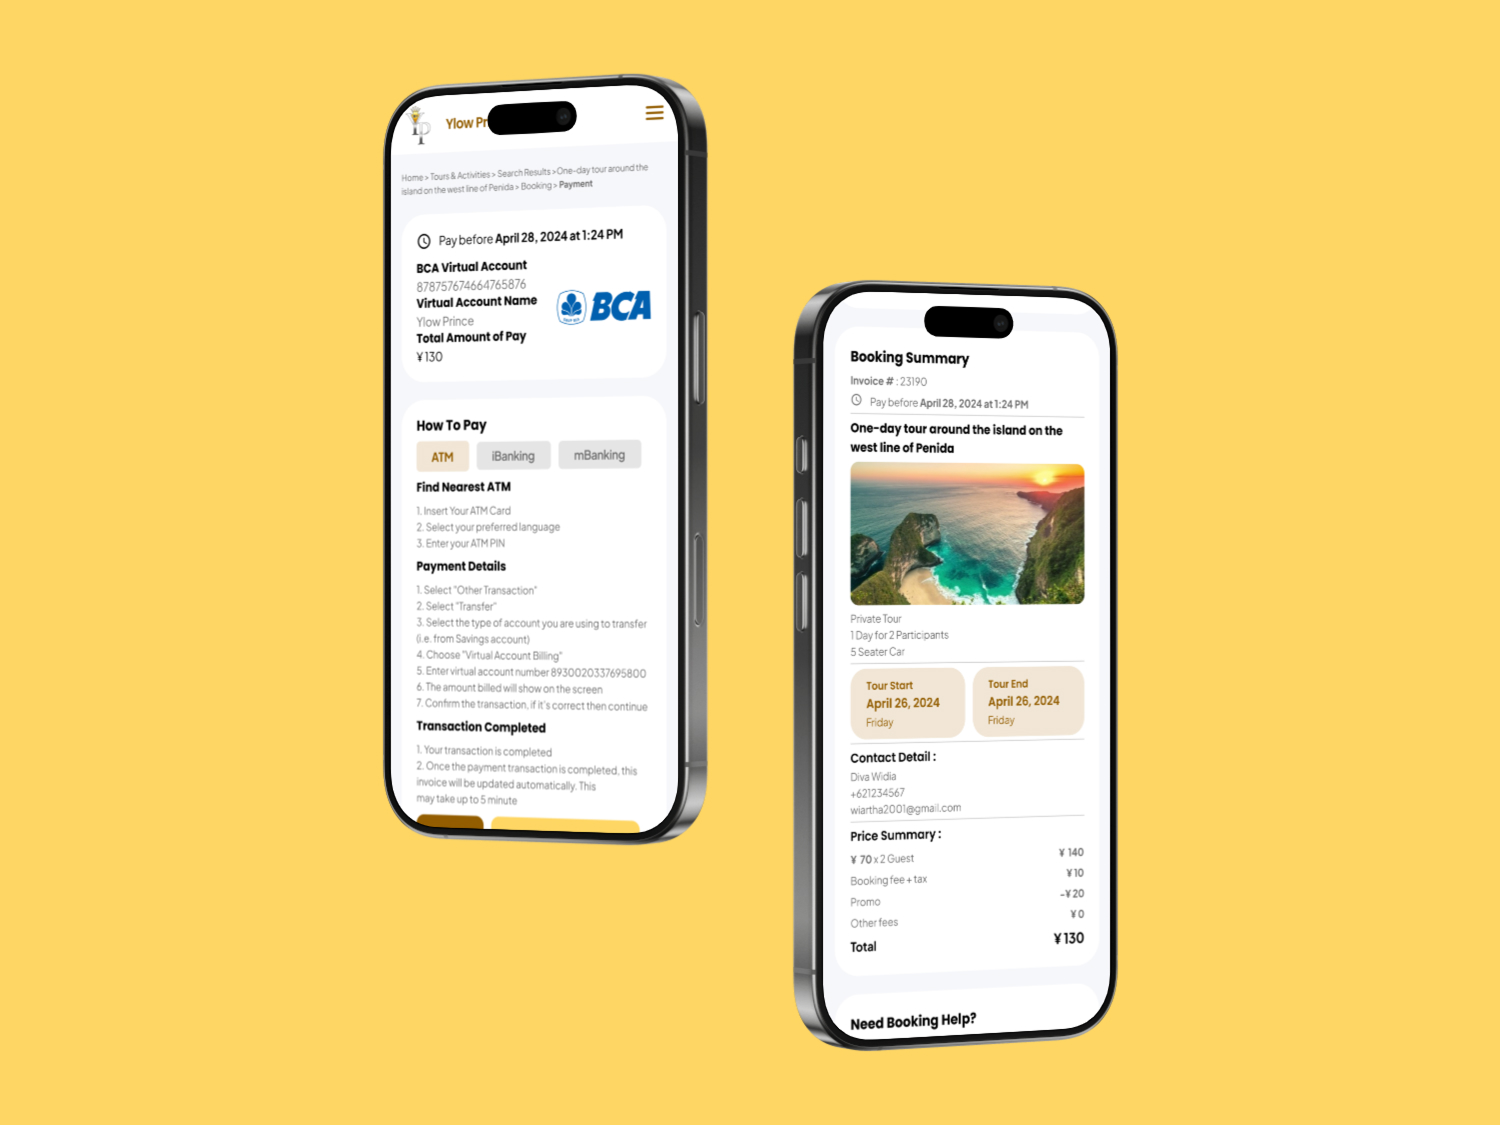 YP
Ylow Pr
Home > Tours & Activities > Search Results >One-day tour around the
island on the west line of Penida > Booking > Payment
Pay before April 28, 2024 at 1:24 PM
BCA Virtual Account
878757674664765876
Virtual Account Name
Ylow Prince
Total Amount of Pay
¥ 130
BCA
How To Pay
ATM iBanking mBanking
Find Nearest ATM
1. Insert Your ATM Card
2. Select your preferred language
3. Enter your ATM PIN
Payment Details
1. Select "Other Transaction"
2. Select "Transfer"
3. Select the type of account you are using to transfer
(i.e. from Savings account)
4. Choose "Virtual Account Billing"
5. Enter virtual account number 8930020337695800
6. The amount billed will show on the screen
7. Confirm the transaction, if it's correct then continue
Transaction Completed
1. Your transaction is completed
2. Once the payment transaction is completed, this
invoice will be updated automatically. This
may take up to 5 minute
Booking Summary
Invoice # : 23190
Pay before April 28, 2024 at 1:24 PM
One-day tour around the island on the
west line of Penida
Private Tour
1 Day for 2 Participants
5 Seater Car
Tour Start
April 26, 2024
Friday
Tour End
April 26, 2024
Friday
Contact Detail :
Diva Widia
+621234567
wiartha2001@gmail.com
Price Summary :
¥ 70 x 2 Guest ¥ 140
Booking fee + tax ¥ 10
Promo -¥ 20
Other fees ¥ 0
Total ¥ 130
Need Booking Help?